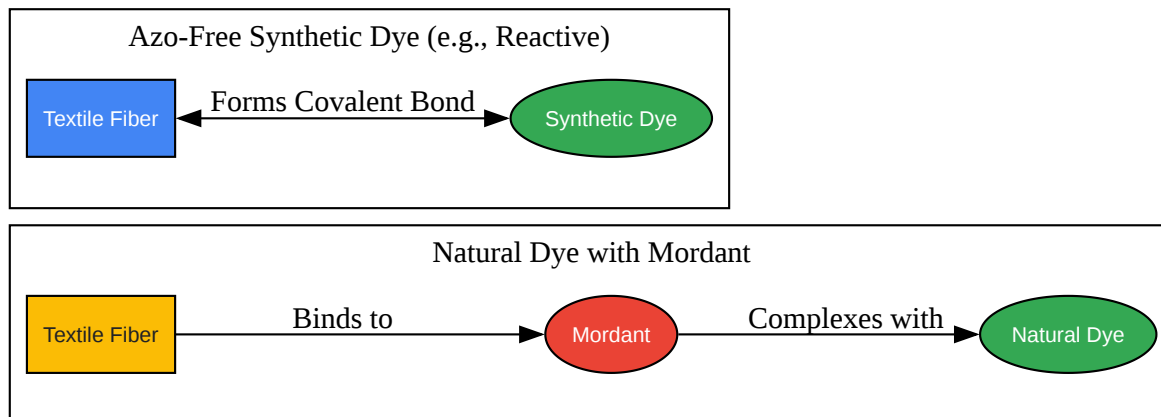 Azo-Free Synthetic Dye (e.g., Reactive)
Textile Fiber
Forms Covalent Bond
Synthetic Dye
Natural Dye with Mordant
Textile Fiber
Binds to
Mordant
Complexes with
Natural Dye